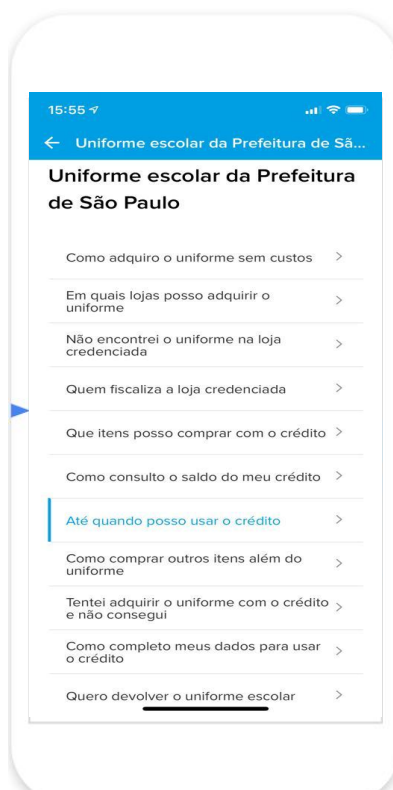 15:55
Uniforme escolar da Prefeitura de Sã...
Uniforme escolar da Prefeitura
de São Paulo
Como adquiro o uniforme sem custos
Em quais lojas posso adquirir o
uniforme
Não encontrei o uniforme na loja
credenciada
Quem fiscaliza a loja credenciada
Que itens posso comprar com o crédito
Como consulto o saldo do meu crédito
Até quando posso usar o crédito
Como comprar outros itens além do
uniforme
Tentei adquirir o uniforme com o crédito
e não consegui
Como completo meus dados para usar
o crédito
Quero devolver o uniforme escolar